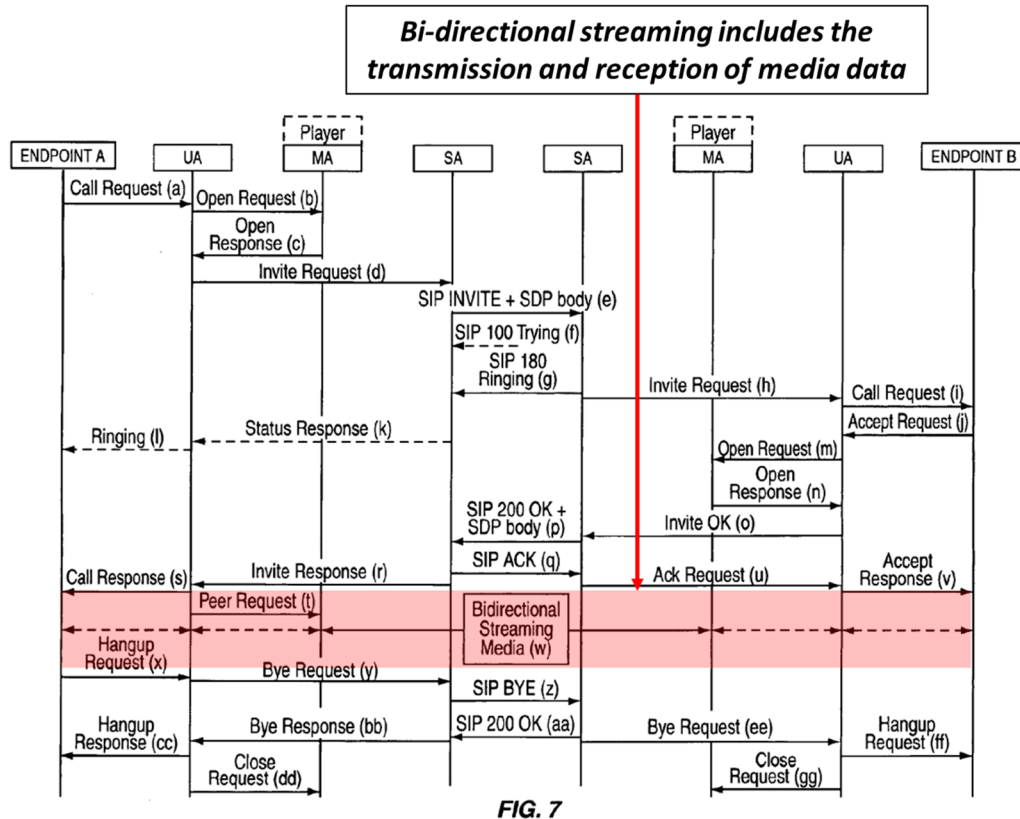 Bi-directional streaming includes the
transmission and reception of media data
Player
Player
ENDPOINT A
UA
MA
SA
SA
MA
UA
ENDPOINT B
Call Request (a)
Open Request (b)
Open
Response (c)
Invite Request (d)
SIP INVITE + SDP body (e)
SIP 100 Trying (f)
SIP 180
Ringing (g)
Invite Request (h)
Call Request (i)
Accept Request (j)
Status Response (k)
Ringing (l)
Open Request (m)
Open
Response (n)
SIP 200 OK +
SDP body (p)
Invite OK (o)
SIP ACK (q)
Invite Response (r)
Call Response (s)
Ack Request (u)
Accept
Response (v)
Peer Request (t)
Bidirectional
Streaming
Media (w)
Hangup
Request (x)
Bye Request (y)
SIP BYE (z)
SIP 200 OK (aa)
Bye Response (bb)
Hangup
Response (cc)
Bye Request (ee)
Hangup
Request (ff)
Close
Request (dd)
Close
Request (gg)
FIG. 7